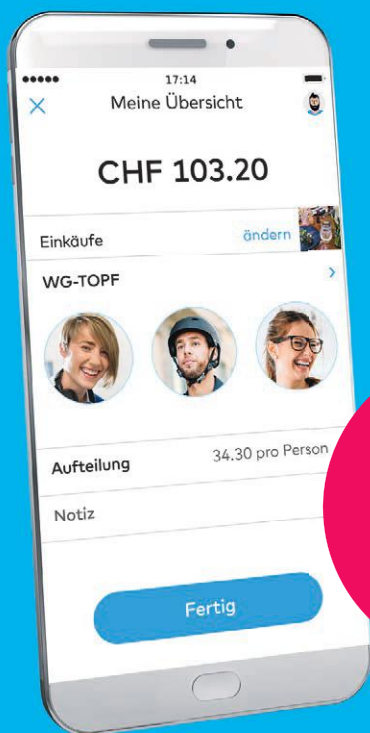 17:14
Meine Übersicht
CHF 103.20
Einkäufe ändern
WG-TOPF
Aufteilung 34.30 pro Person
Notiz
Fertig